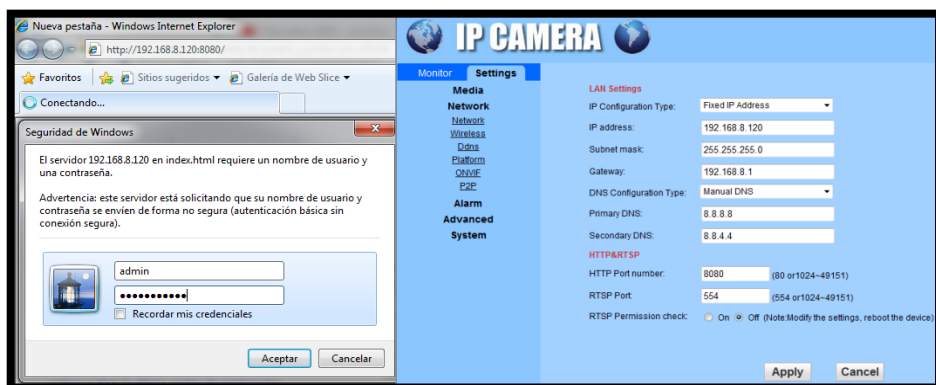 Nueva pestaña - Windows Internet Explorer
http://192.168.8.120:8080/
Favoritos
Sitios sugeridos
Galería de Web Slice
Conectando...
Seguridad de Windows
El servidor 192.168.8.120 en index.html requiere un nombre de usuario y
una contraseña.
Advertencia: este servidor está solicitando que su nombre de usuario y
contraseña se envíen de forma no segura (autenticación básica sin
conexión segura).
admin
●●●●●●●●●●●
Recordar mis credenciales
Aceptar Cancelar
IP CAMERA
Monitor Settings
Media
Network
Network
Wireless
Ddns
Platform
ONVIF
P2P
Alarm
Advanced
System
LAN Settings
IP Configuration Type: Fixed IP Address
IP address: 192.168.8.120
Subnet mask: 255.255.255.0
Gateway: 192.168.8.1
DNS Configuration Type: Manual DNS
Primary DNS: 8.8.8.8
Secondary DNS: 8.8.4.4
HTTP&RTSP
HTTP Port number: 8080 (80 or1024~49151)
RTSP Port: 554 (554 or1024~49151)
RTSP Permission check: On Off (Note:Modify the settings, reboot the device)
Apply Cancel